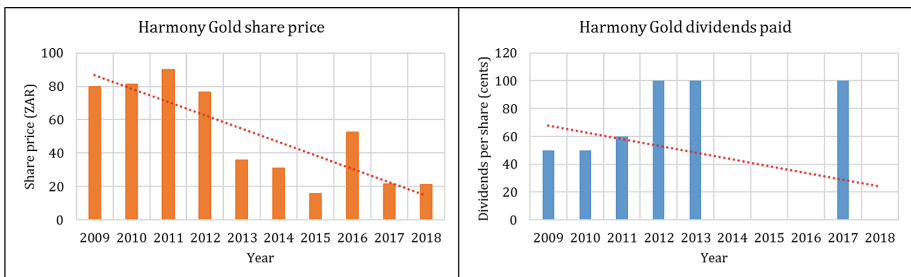 Harmony Gold share price
Share price (ZAR)
100
80
60
40
20
0
2009 2010 2011 2012 2013 2014 2015 2016 2017 2018
Year
Harmony Gold dividends paid
Dividends per share (cents)
120
100
80
60
40
20
0
2009 2010 2011 2012 2013 2014 2015 2016 2017 2018
Year